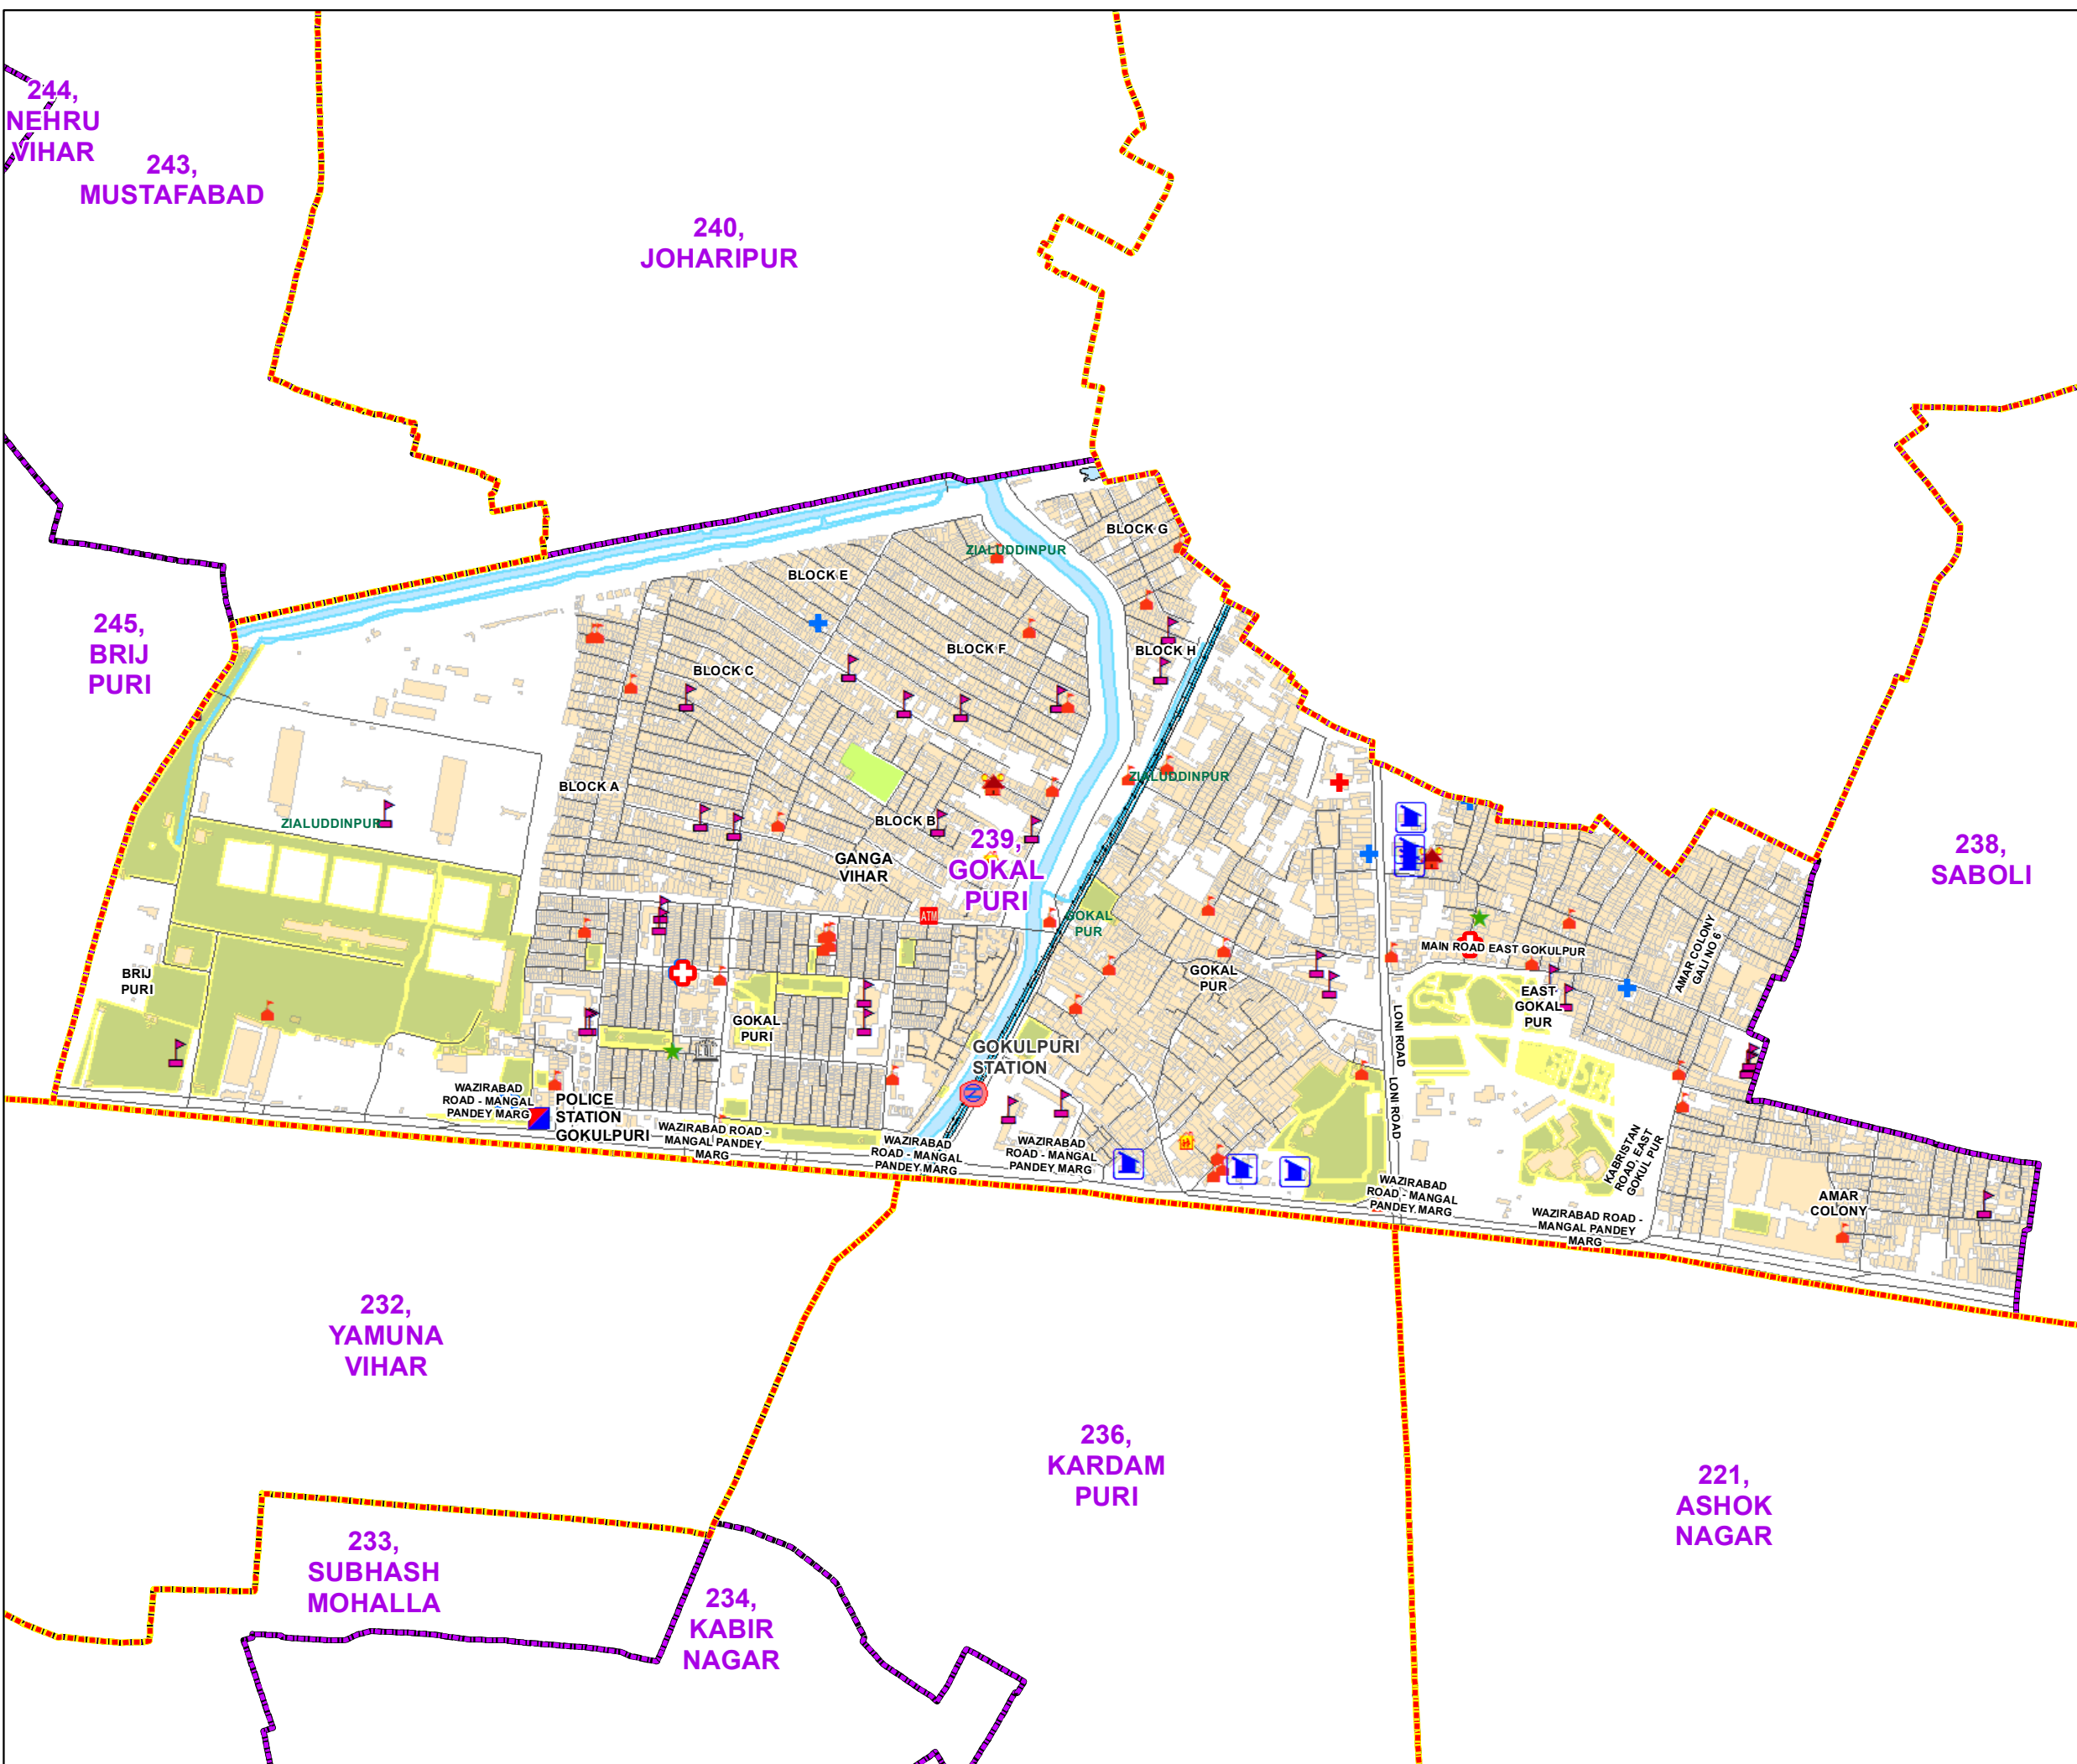 244,
NEHRU
VIHAR
243,
MUSTAFABAD
240,
JOHARIPUR
BLOCK G
ZIALUDDINPUR
BLOCK E
245,
BRIJ
PURI
BLOCK F
BLOCK H
BLOCK C
ZIALUDDINPUR
BLOCK A
ZIALUDDINPUR
BLOCK B
239,
GOKAL
PURI
GANGA
VIHAR
238,
SABOLI
ATM
GOKAL
PUR
MAIN ROAD EAST GOKULPUR
AMAR COLONY
GALI NO 6
BRIJ
PURI
GOKAL
PUR
EAST
GOKAL
PUR
GOKAL
PURI
LONI ROAD
GOKULPURI
STATION
LONI ROAD
WAZIRABAD
ROAD - MANGAL
PANDEY MARG
POLICE
STATION
GOKULPURI
WAZIRABAD ROAD -
MANGAL PANDEY
MARG
WAZIRABAD
ROAD - MANGAL
PANDEY MARG
WAZIRABAD
ROAD - MANGAL
PANDEY MARG
KABRISTAN
ROAD, EAST
GOKUL PUR
WAZIRABAD
ROAD - MANGAL
PANDEY MARG
AMAR
COLONY
WAZIRABAD ROAD -
MANGAL PANDEY
MARG
232,
YAMUNA
VIHAR
236,
KARDAM
PURI
221,
ASHOK
NAGAR
233,
SUBHASH
MOHALLA
234,
KABIR
NAGAR